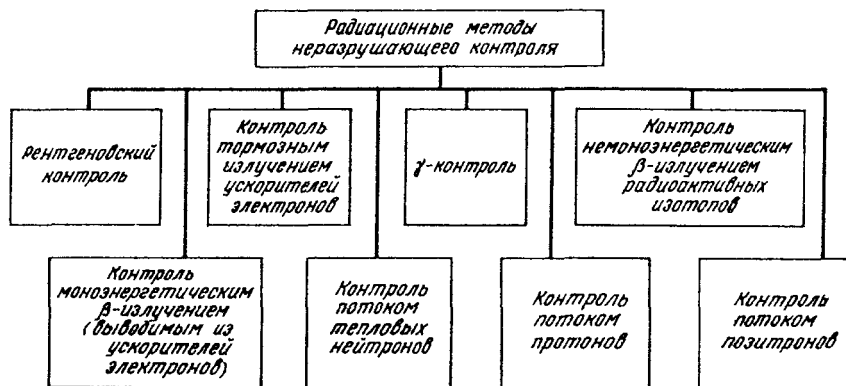 Радиационные методы
неразрушающего контроля
Рентгеновский
контроль
Контроль
тормозным
излучением
ускорителей
электронов
γ-контроль
Контроль
немоноэнергетическим
β-излучением
радиоактивных
изотопов
Контроль
моноэнергетическим
β-излучением
(выводимым из
ускорителей
электронов)
Контроль
потоком
тепловых
нейтронов
Контроль
потоком
протонов
Контроль
потоком
позитронов